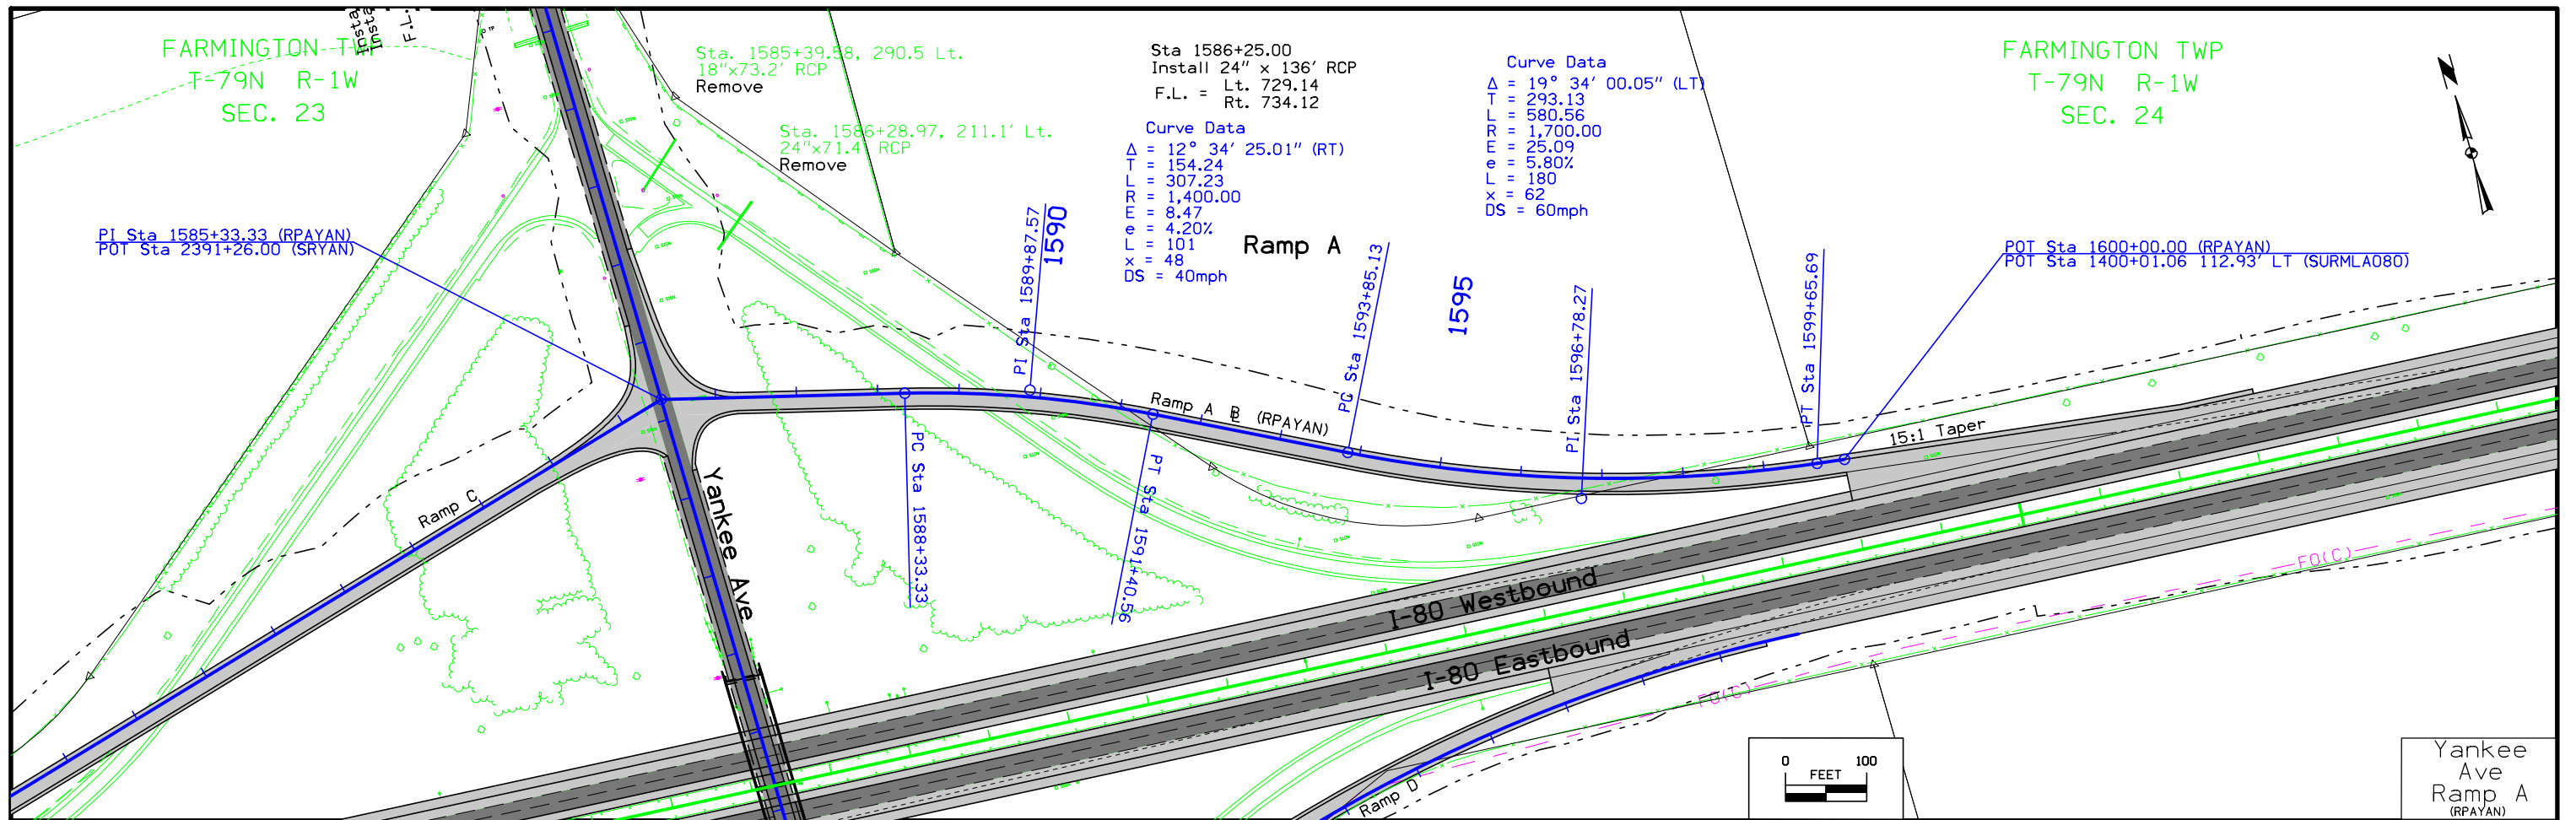 Insta
Insta
F.L.
FARMINGTON TWP
T-79N R-1W
SEC. 23
Sta. 1585+39.58, 290.5 Lt.
18"x73.2' RCP
Remove
Sta. 1586+28.97, 211.1' Lt.
24"x71.4' RCP
Remove
Sta 1586+25.00
Install 24" x 136' RCP
F.L. = Lt. 729.14
Rt. 734.12
Curve Data
Δ = 12° 34' 25.01" (RT)
T = 154.24
L = 307.23
R = 1,400.00
E = 8.47
e = 4.20%
L = 101
x = 48
DS = 40mph
Curve Data
Δ = 19° 34' 00.05" (LT)
T = 293.13
L = 580.56
R = 1,700.00
E = 25.09
e = 5.80%
L = 180
x = 62
DS = 60mph
FARMINGTON TWP
T-79N R-1W
SEC. 24
Ramp A
PI Sta 1585+33.33 (RPAYAN)
POT Sta 2391+26.00 (SRYAN)
PI Sta 1589+87.57
1590
PC Sta 1593+85.13
1595
PI Sta 1596+78.27
PT Sta 1599+65.69
POT Sta 1600+00.00 (RPAYAN)
POT Sta 1400+01.06 112.93' LT (SURMLA080)
Ramp A B (RPAYAN)
15:1 Taper
PC Sta 1588+33.33
PT Sta 1591+40.56
Ramp C
Yankee Ave
I-80 Westbound
I-80 Eastbound
FO(C)
FO(C)
Ramp D
0 100
FEET
Yankee
Ave
Ramp A
(RPAYAN)